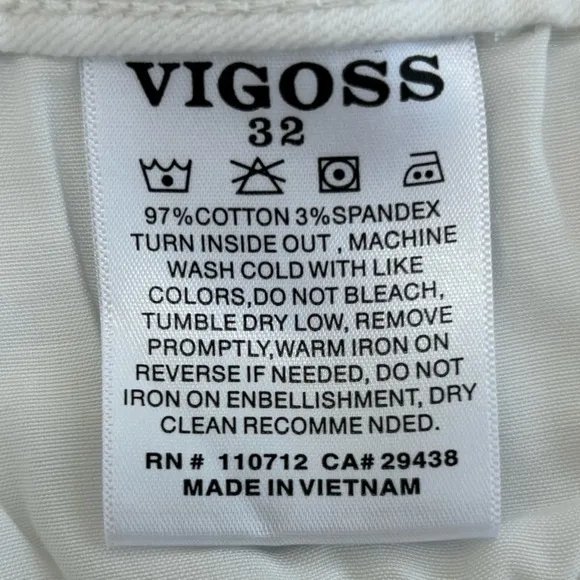 VIGOSS
32
97%COTTON 3%SPANDEX
TURN INSIDE OUT , MACHINE
WASH COLD WITH LIKE
COLORS,DO NOT BLEACH,
TUMBLE DRY LOW, REMOVE
PROMPTLY,WARM IRON ON
REVERSE IF NEEDED, DO NOT
IRON ON EMBELLISHMENT, DRY
CLEAN RECOMME NDED.
RN # 110712 CA# 29438
MADE IN VIETNAM